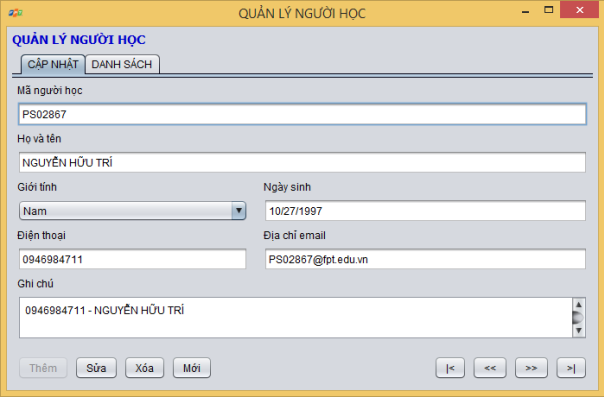 QUẢN LÝ NGƯỜI HỌC
QUẢN LÝ NGƯỜI HỌC
CẬP NHẬT DANH SÁCH
Mã người học
PS02867
Họ và tên
NGUYỄN HỮU TRÍ
Giới tính Ngày sinh
Nam 10/27/1997
Điện thoại Địa chỉ email
0946984711 PS02867@fpt.edu.vn
Ghi chú
0946984711 - NGUYỄN HỮU TRÍ
Thêm Sửa Xóa Mới |< << >> >|